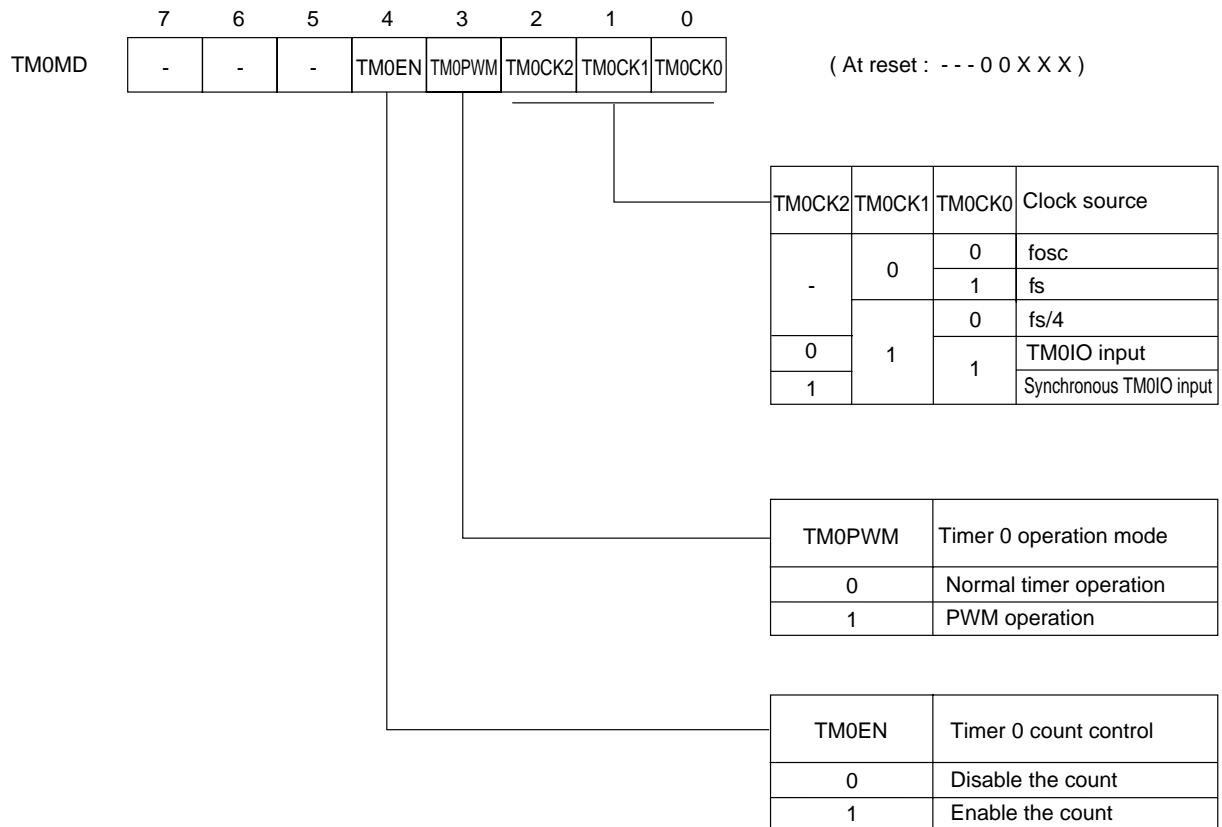 7 6 5 4 3 2 1 0
TM0MD - - - TM0EN TM0PWM TM0CK2 TM0CK1 TM0CK0 ( At reset : - - - 0 0 X X X )
TM0CK2 TM0CK1 TM0CK0 Clock source
- 0 0 fosc
1 fs
1 0 fs/4
0 1 TM0IO input
1 Synchronous TM0IO input
TM0PWM Timer 0 operation mode
0 Normal timer operation
1 PWM operation
TM0EN Timer 0 count control
0 Disable the count
1 Enable the count